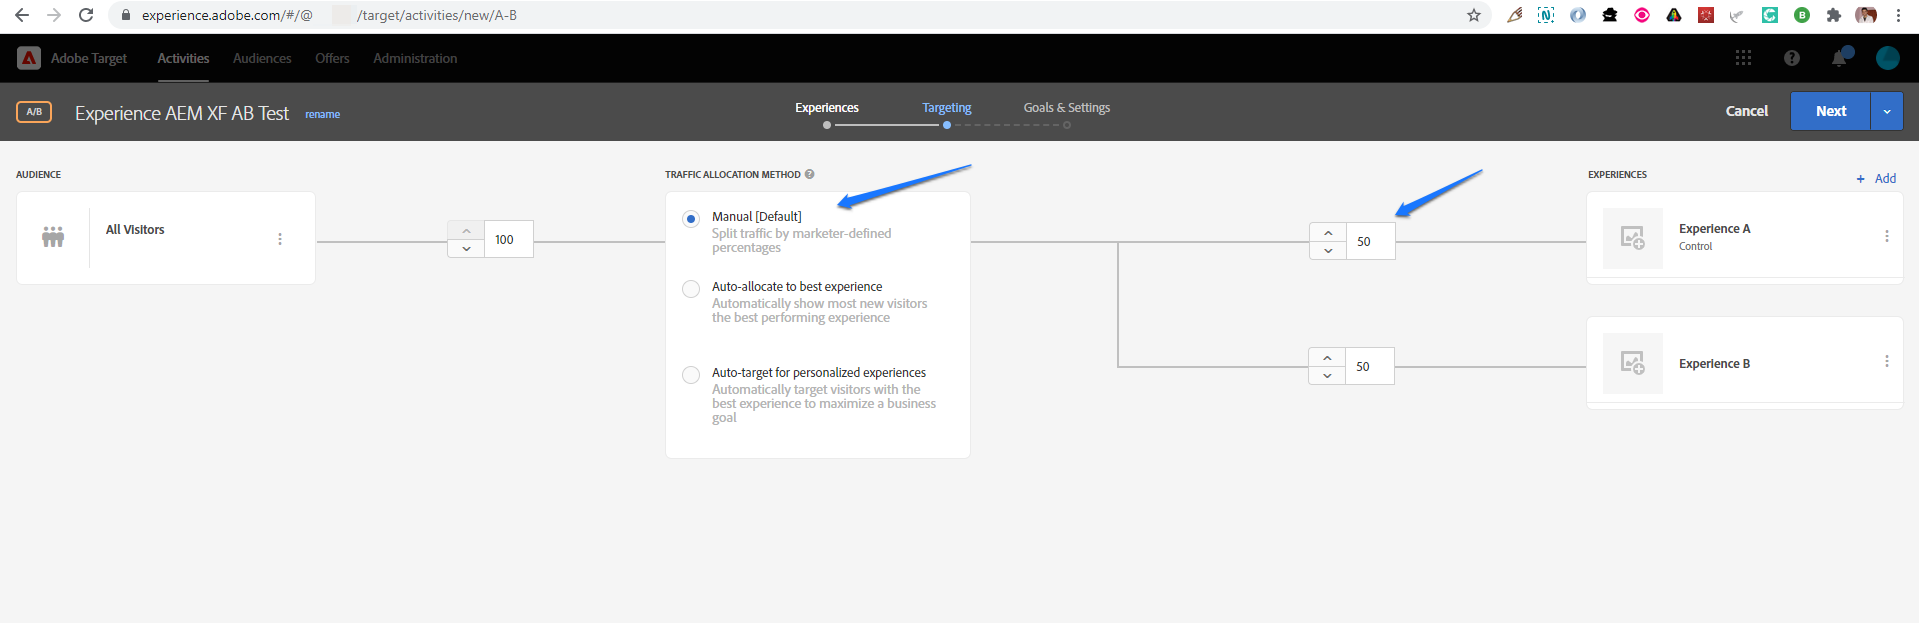 experience.adobe.com/#/@ /target/activities/new/A-B
Adobe Target Activities Audiences Offers Administration
A/B Experience AEM XF AB Test rename
Experiences Targeting Goals & Settings
Cancel Next
AUDIENCE
All Visitors
100
TRAFFIC ALLOCATION METHOD ?
Manual [Default]
Split traffic by marketer-defined
percentages
Auto-allocate to best experience
Automatically show most new visitors
the best performing experience
Auto-target for personalized experiences
Automatically target visitors with the
best experience to maximize a business
goal
50
50
EXPERIENCES
+ Add
Experience A
Control
Experience B